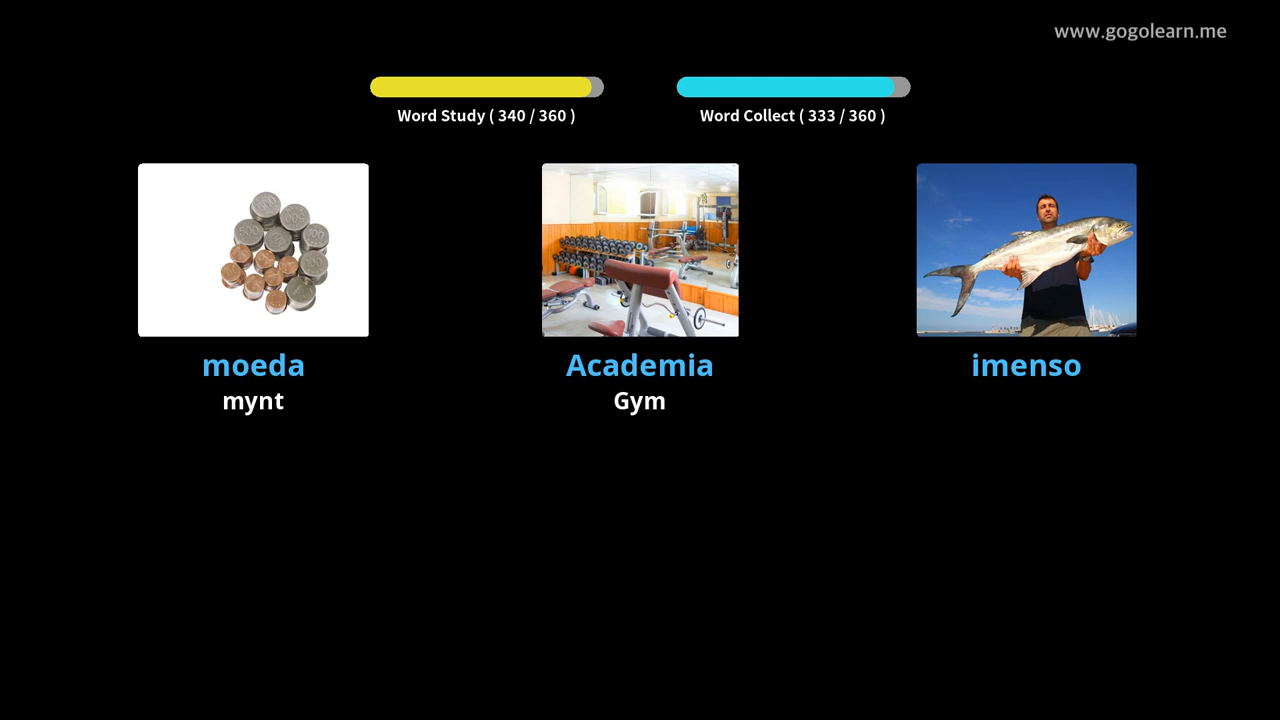 www.gogolearn.me
Word Study ( 340 / 360 )
Word Collect ( 333 / 360 )
moeda
mynt
Academia
Gym
imenso